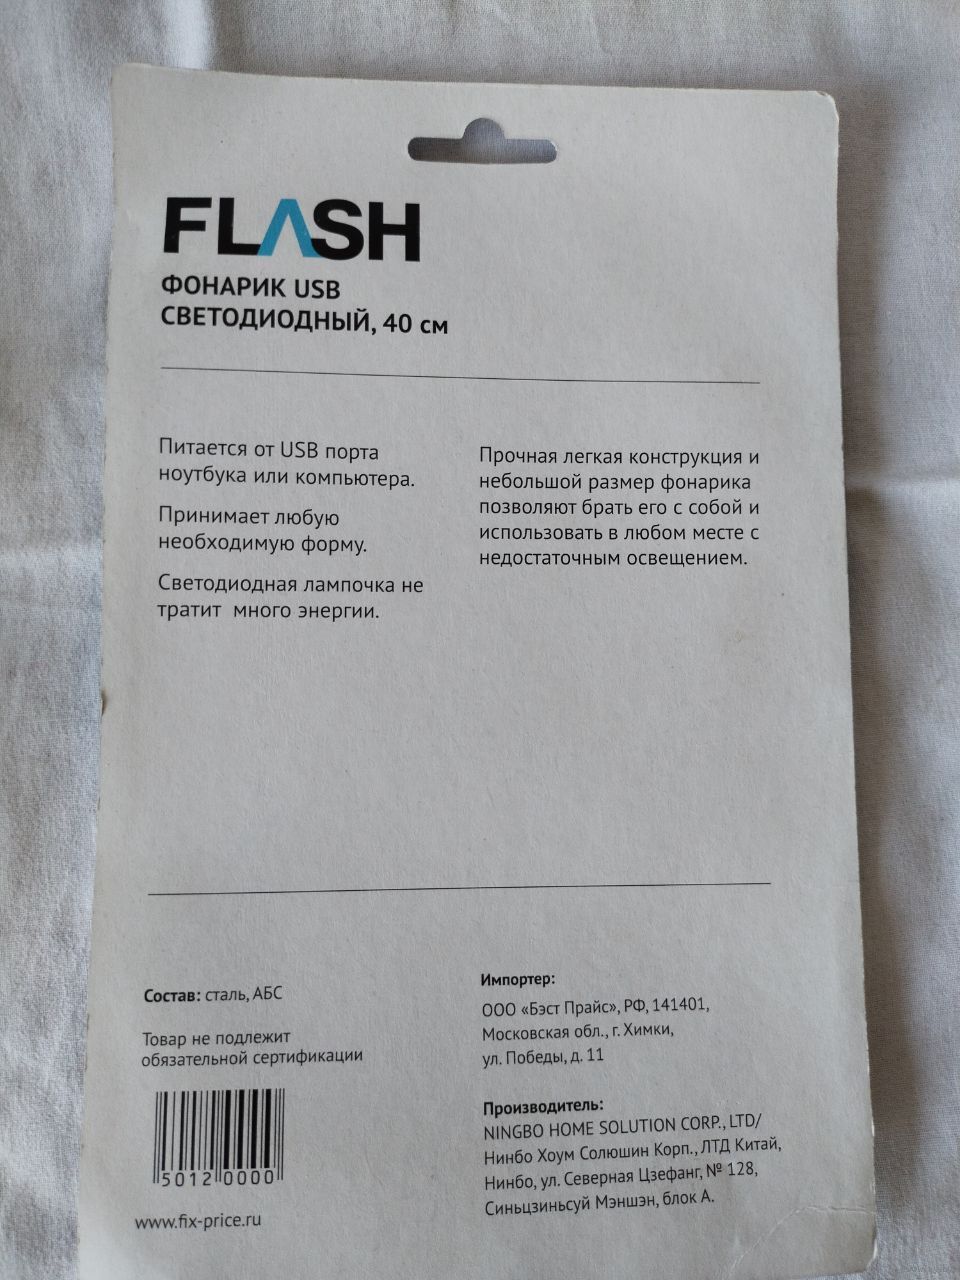 FLASH
ФОНАРИК USB
СВЕТОДИОДНЫЙ, 40 см
Питается от USB порта
ноутбука или компьютера.
Принимает любую
необходимую форму.
Светодиодная лампочка не
тратит много энергии.
Прочная легкая конструкция и
небольшой размер фонарика
позволяют брать его с собой и
использовать в любом месте с
недостаточным освещением.
Состав: сталь, АБС
Товар не подлежит
обязательной сертификации
50120000
www.fix-price.ru
Импортер:
ООО «Бэст Прайс», РФ, 141401,
Московская обл., г. Химки,
ул. Победы, д. 11
Производитель:
NINGBO HOME SOLUTION CORP., LTD/
Нинбо Хоум Солюшин Корп., ЛТД Китай,
Нинбо, ул. Северная Цзефанг, № 128,
Синьцзиньсуй Мэншэн, блок А.